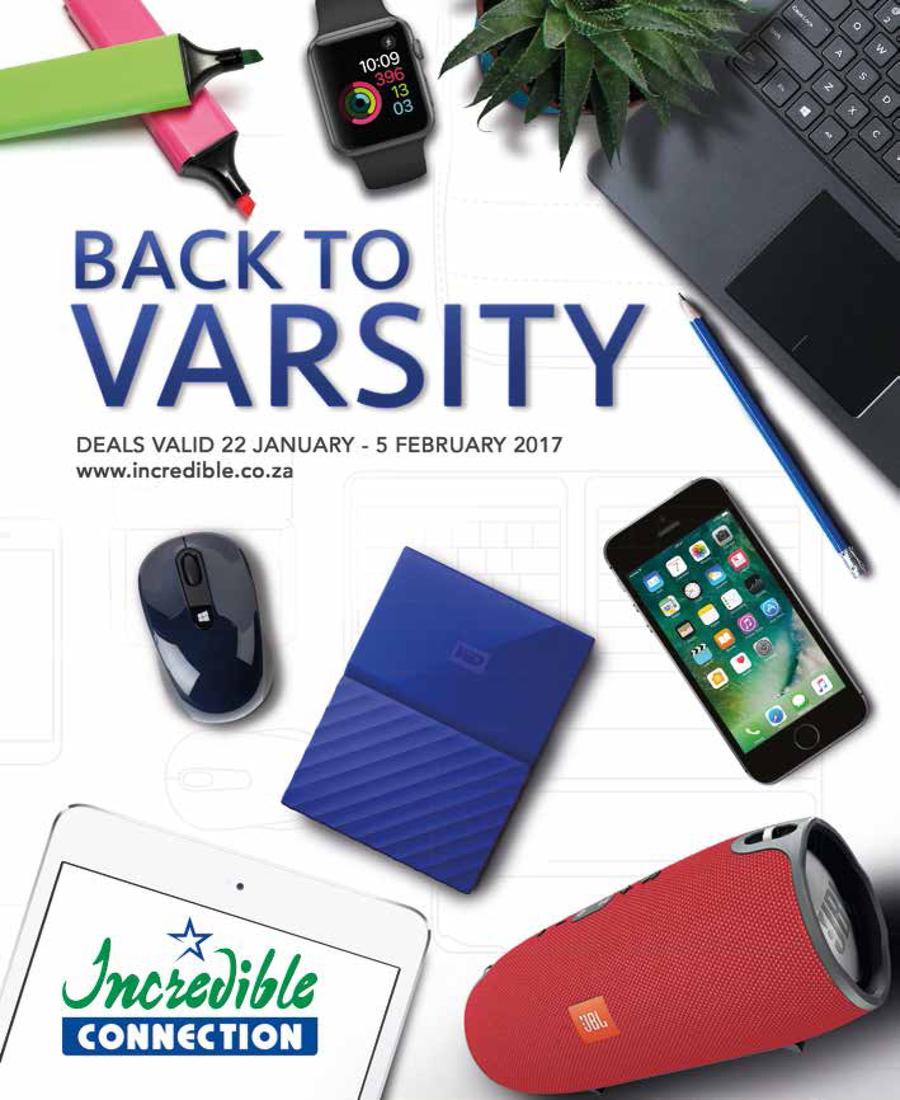 10:09
396
13
03
BACK TO
VARSITY
DEALS VALID 22 JANUARY - 5 FEBRUARY 2017
www.incredible.co.za
WD
Incredible
CONNECTION
JBL